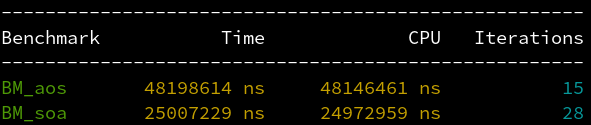 ------------------------------------------------------
Benchmark Time CPU Iterations
------------------------------------------------------
BM_aos 48198614 ns 48146461 ns 15
BM_soa 25007229 ns 24972959 ns 28